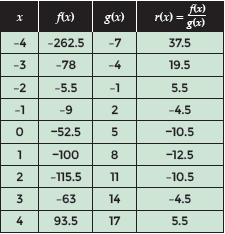 x f(x) g(x) r(x) = f(x)/g(x)
-4 -262.5 -7 37.5
-3 -78 -4 19.5
-2 -5.5 -1 5.5
-1 -9 2 -4.5
0 -52.5 5 -10.5
1 -100 8 -12.5
2 -115.5 11 -10.5
3 -63 14 -4.5
4 93.5 17 5.5